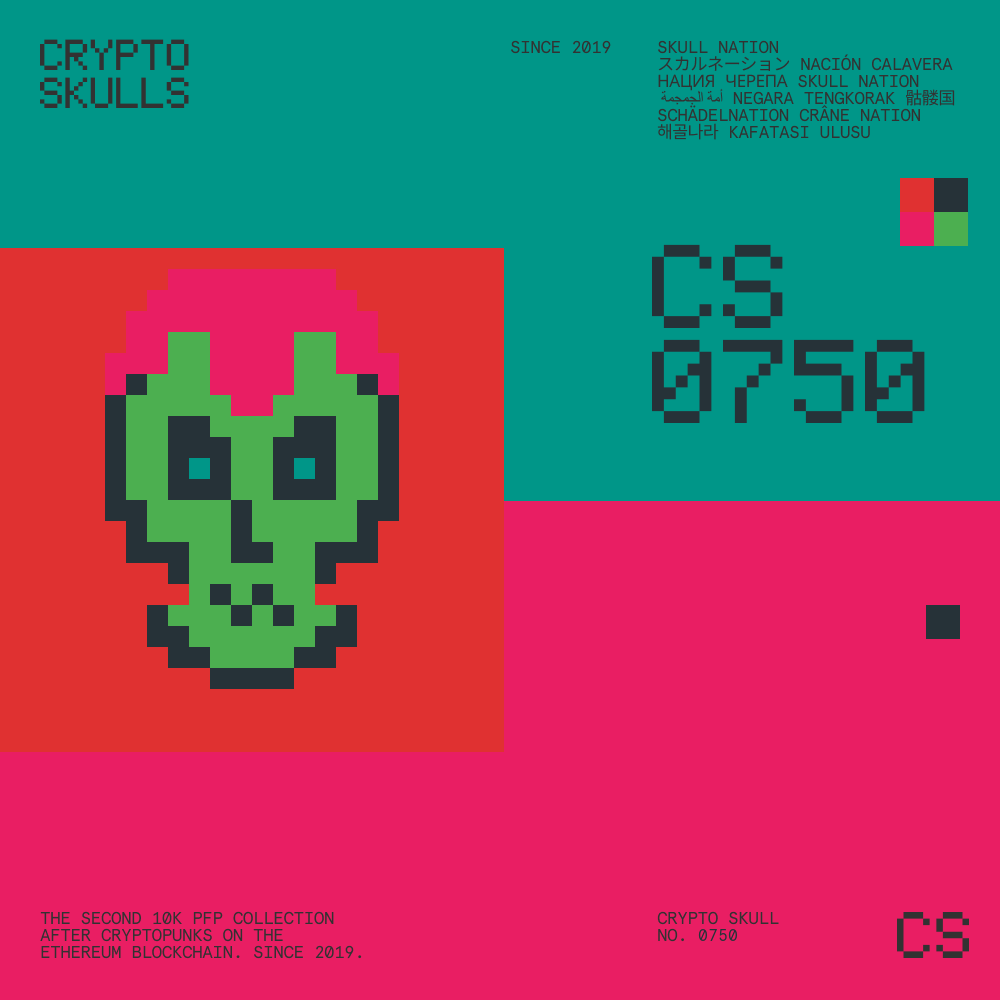 CRYPTO
SKULLS
SINCE 2019
SKULL NATION
スカルネーション NACIÓN CALAVERA
НАЦИЯ ЧЕРЕПА SKULL NATION
أمة الجمجمة NEGARA TENGKORAK 骷髅国
SCHÄDELNATION CRÂNE NATION
해골나라 KAFATASI ULUSU
CS
0750
THE SECOND 10K PFP COLLECTION
AFTER CRYPTOPUNKS ON THE
ETHEREUM BLOCKCHAIN. SINCE 2019.
CRYPTO SKULL
NO. 0750
CS